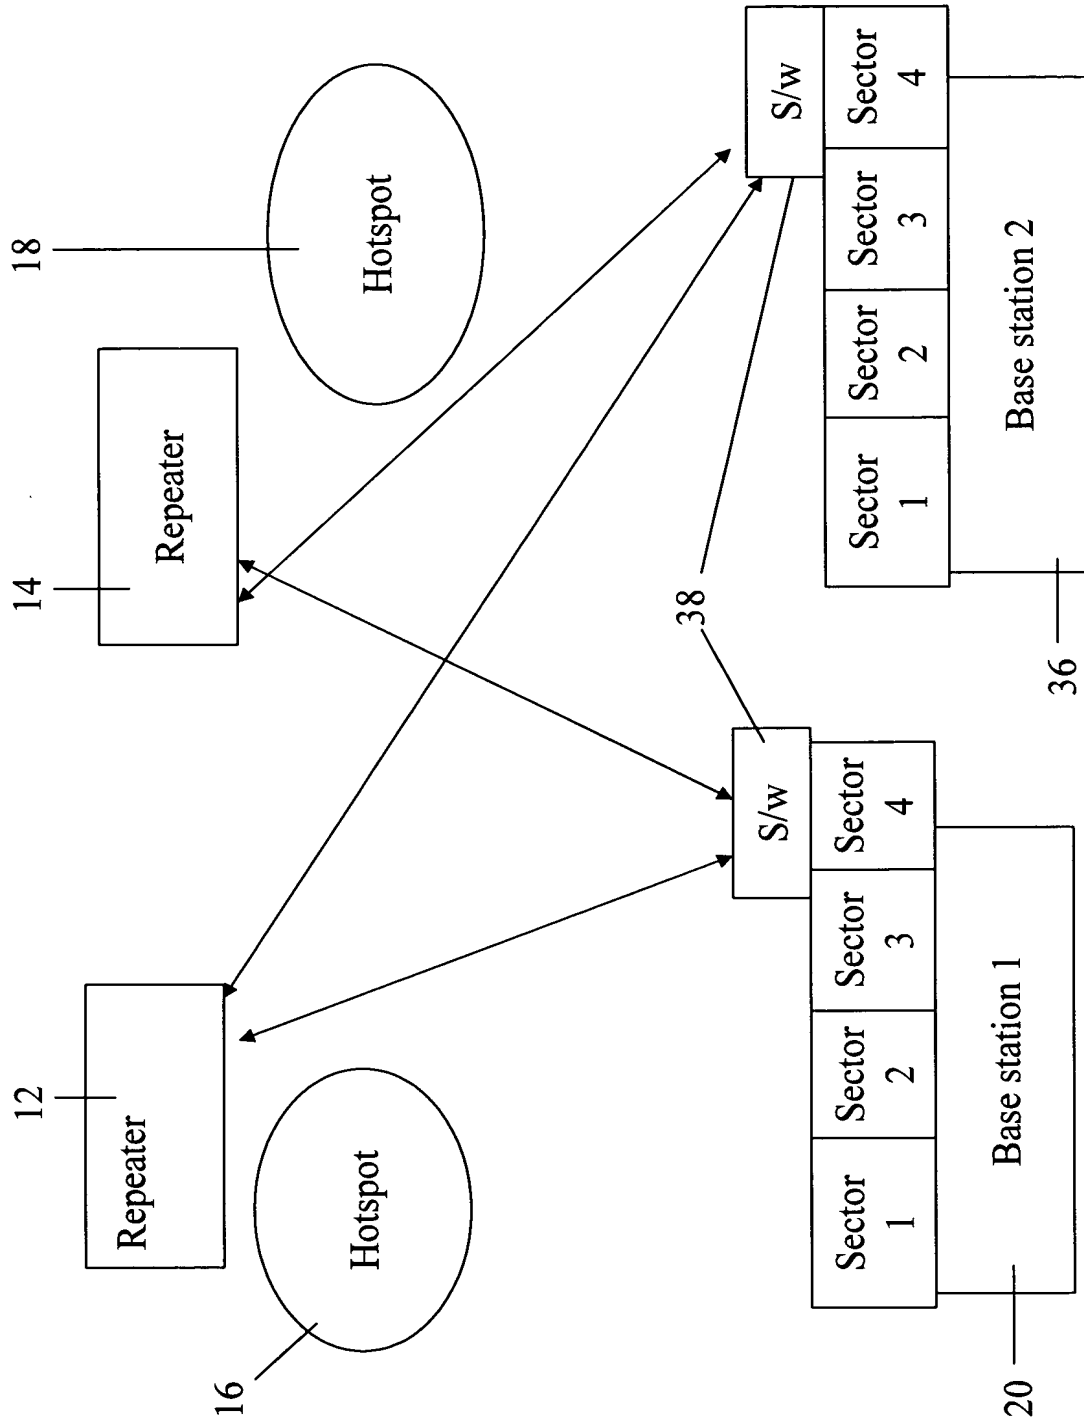 12
14
18
Repeater
Repeater
Hotspot
Hotspot
16
38
S/w
S/w
Sector
1
Sector
2
Sector
3
Sector
4
Sector
1
Sector
2
Sector
3
Sector
4
Base station 1
Base station 2
20
36